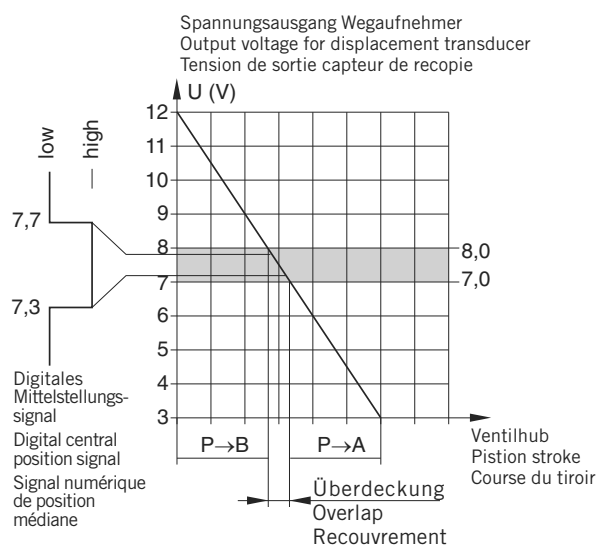 Spannungsausgang Wegaufnehmer
Output voltage for displacement transducer
Tension de sortie capteur de recopie
U (V)
12
11
10
9
8
7
6
5
4
3
low
high
7,7
7,3
8,0
7,0
Digitales
Mittelstellungs-
signal
Digital central
position signal
Signal numérique
de position
médiane
P→B
P→A
Ventilhub
Pistion stroke
Course du tiroir
Überdeckung
Overlap
Recouvrement